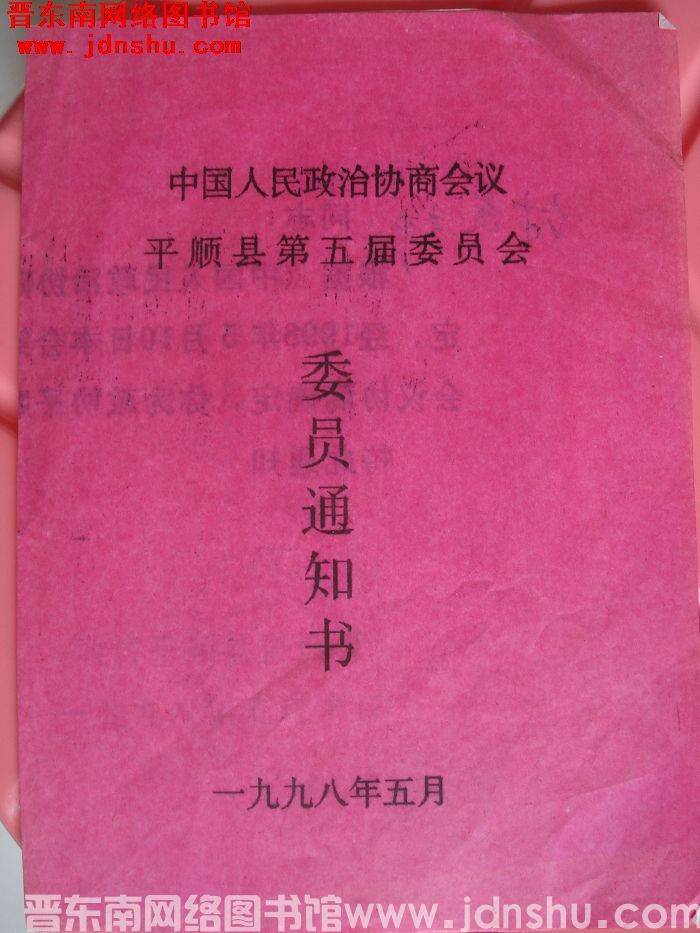 晋东南网络图书馆
www.jdnshu.com
中国人民政治协商会议
平顺县第五届委员会
委员通知书
一九九八年五月
晋东南网络图书馆www.jdnshu.com